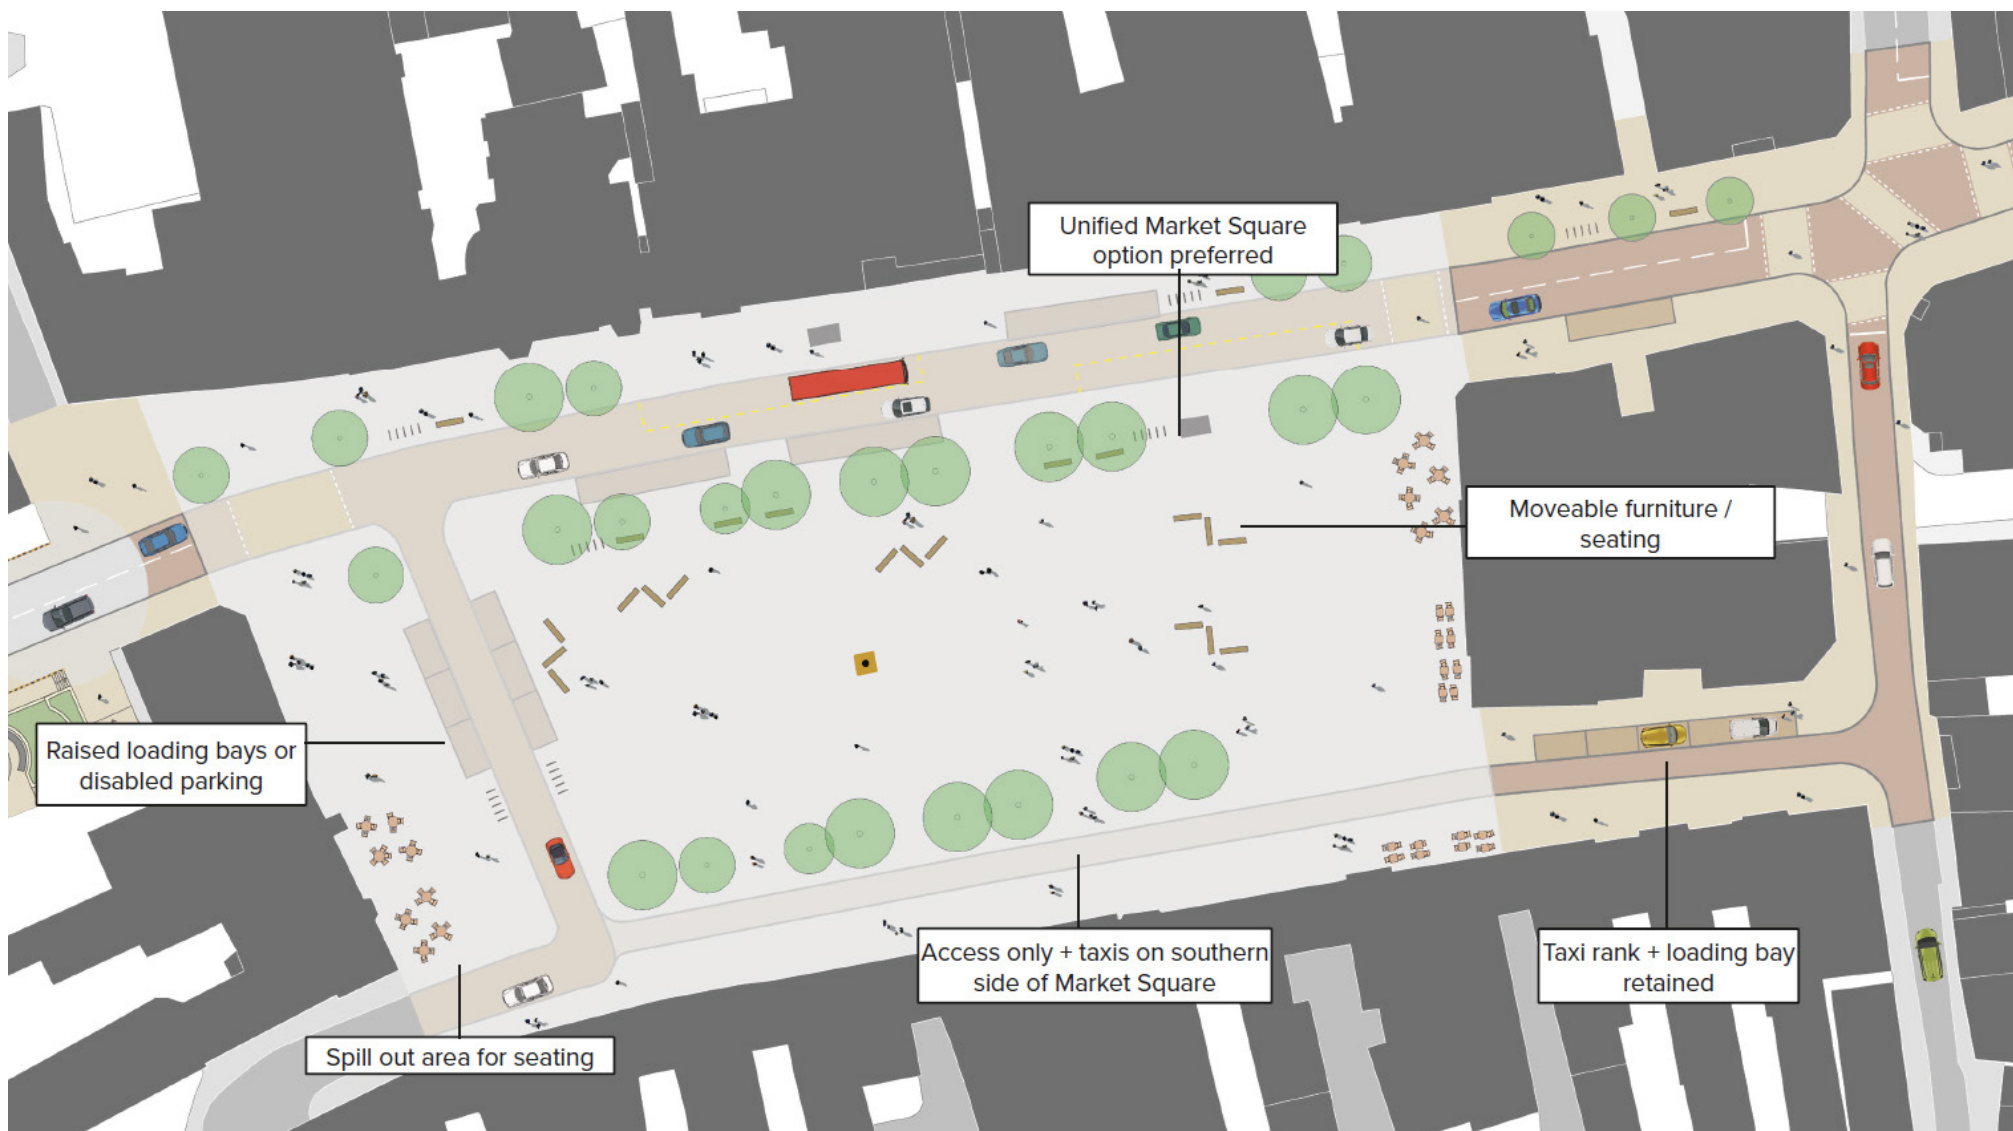 Unified Market Square
option preferred
Moveable furniture /
seating
Raised loading bays or
disabled parking
Access only + taxis on southern
side of Market Square
Taxi rank + loading bay
retained
Spill out area for seating